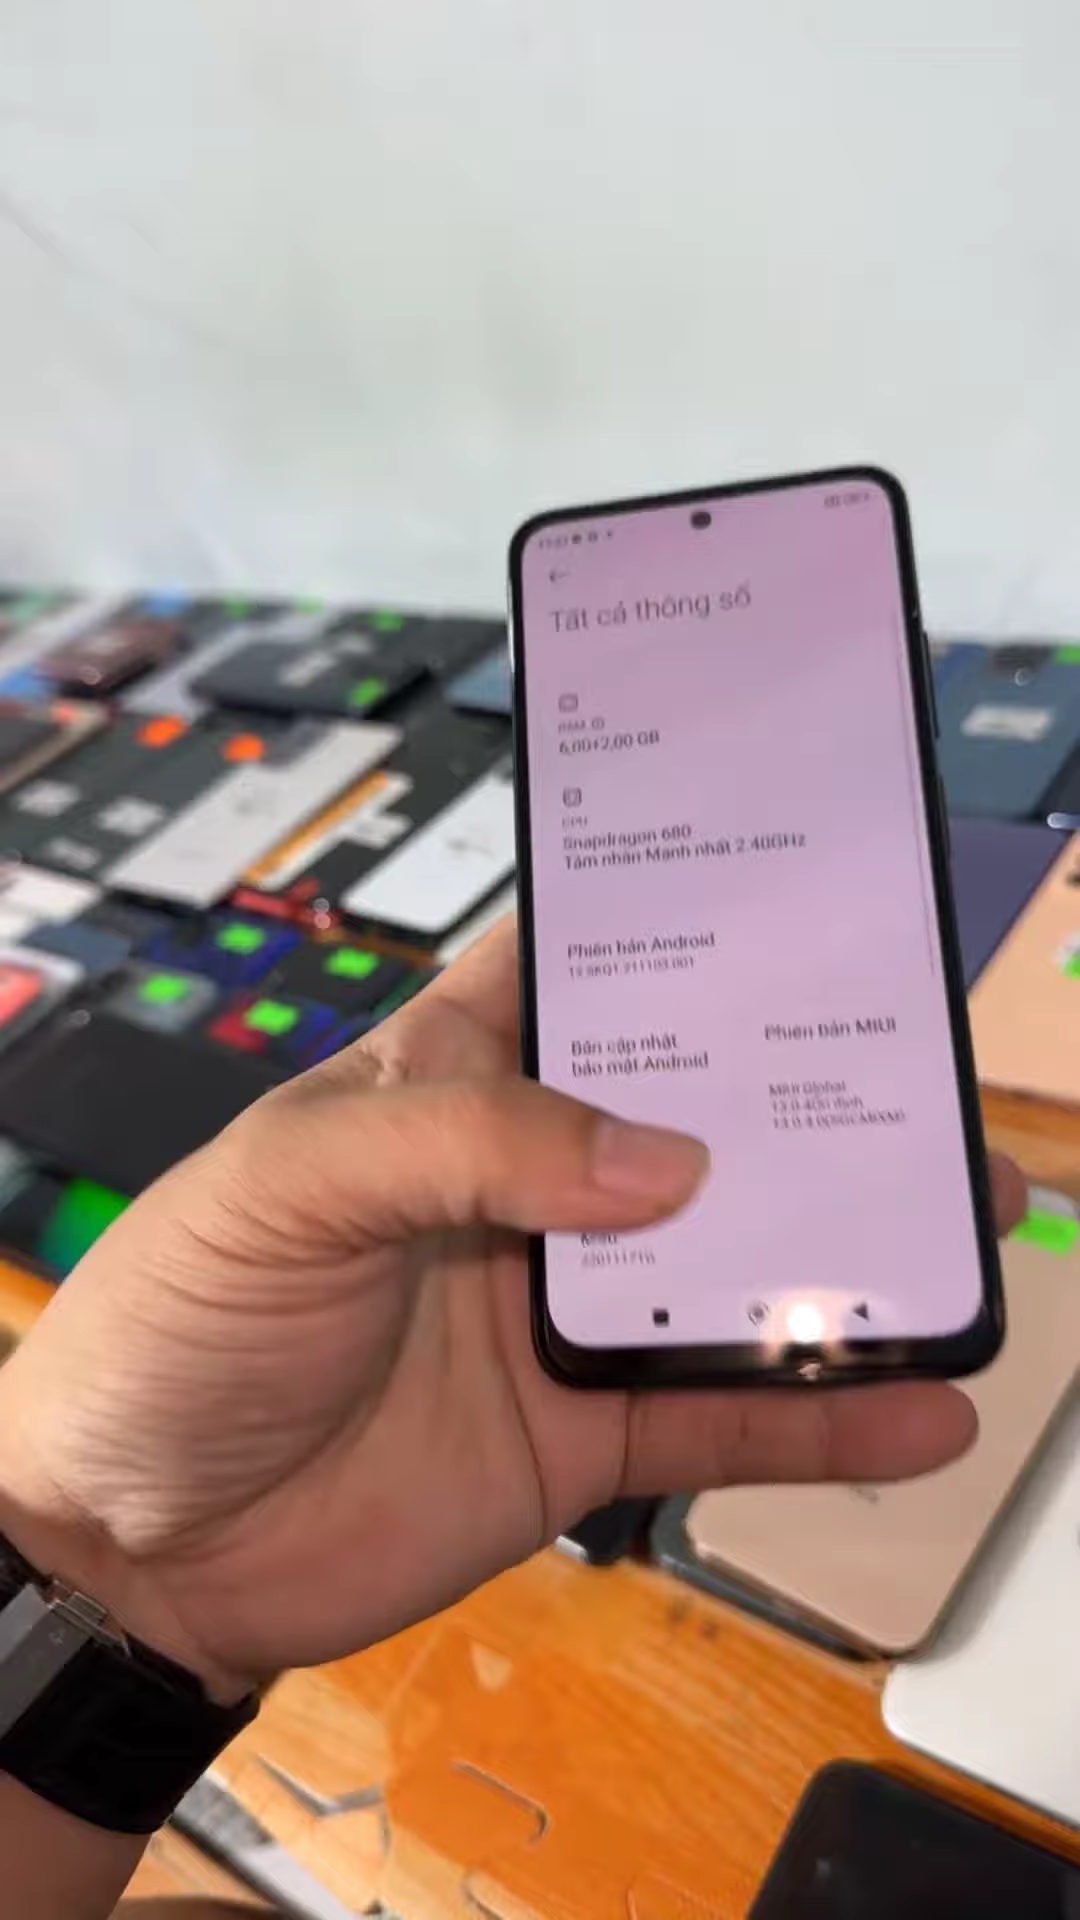 Tất cả thông số
RAM
6,00+2,00 GB
CPU
Snapdragon 680
Tám nhân Mạnh nhất 2.40GHz
Phiên bản Android
Bản cập nhật
bảo mật Android
Phiên bản MIUI
MIUI Global